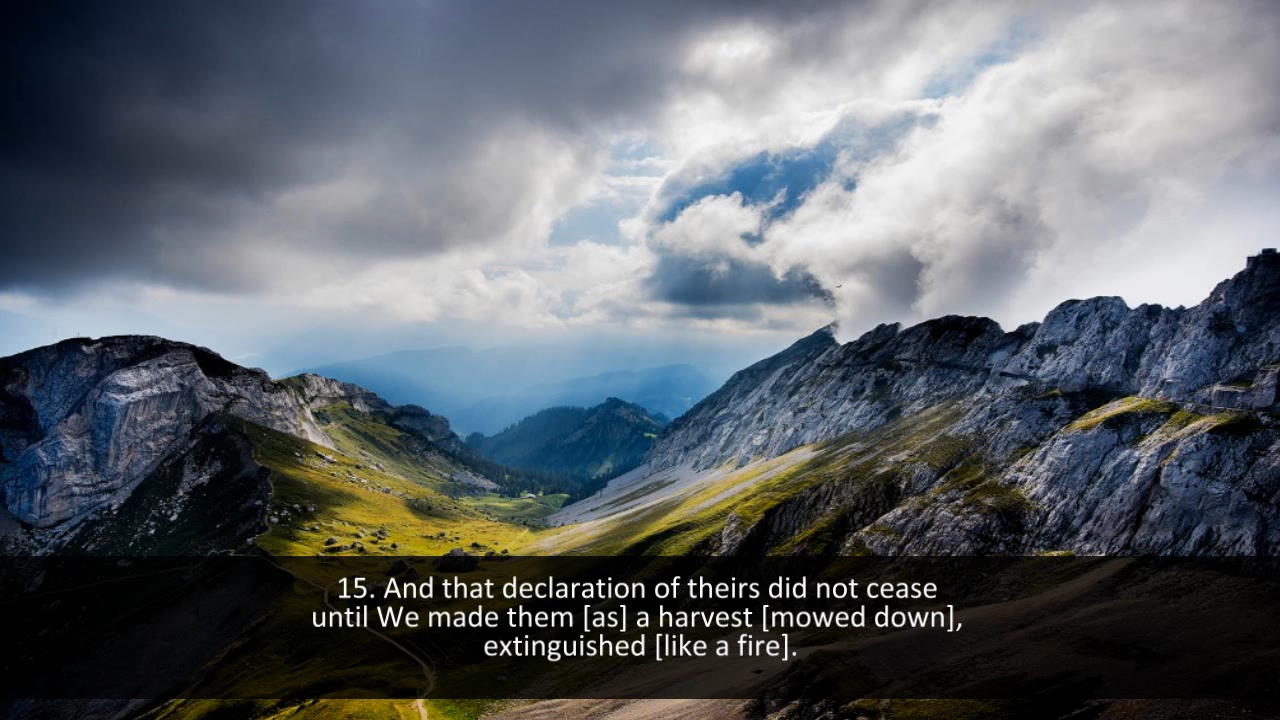 15. And that declaration of theirs did not cease
until We made them [as] a harvest [mowed down],
extinguished [like a fire].